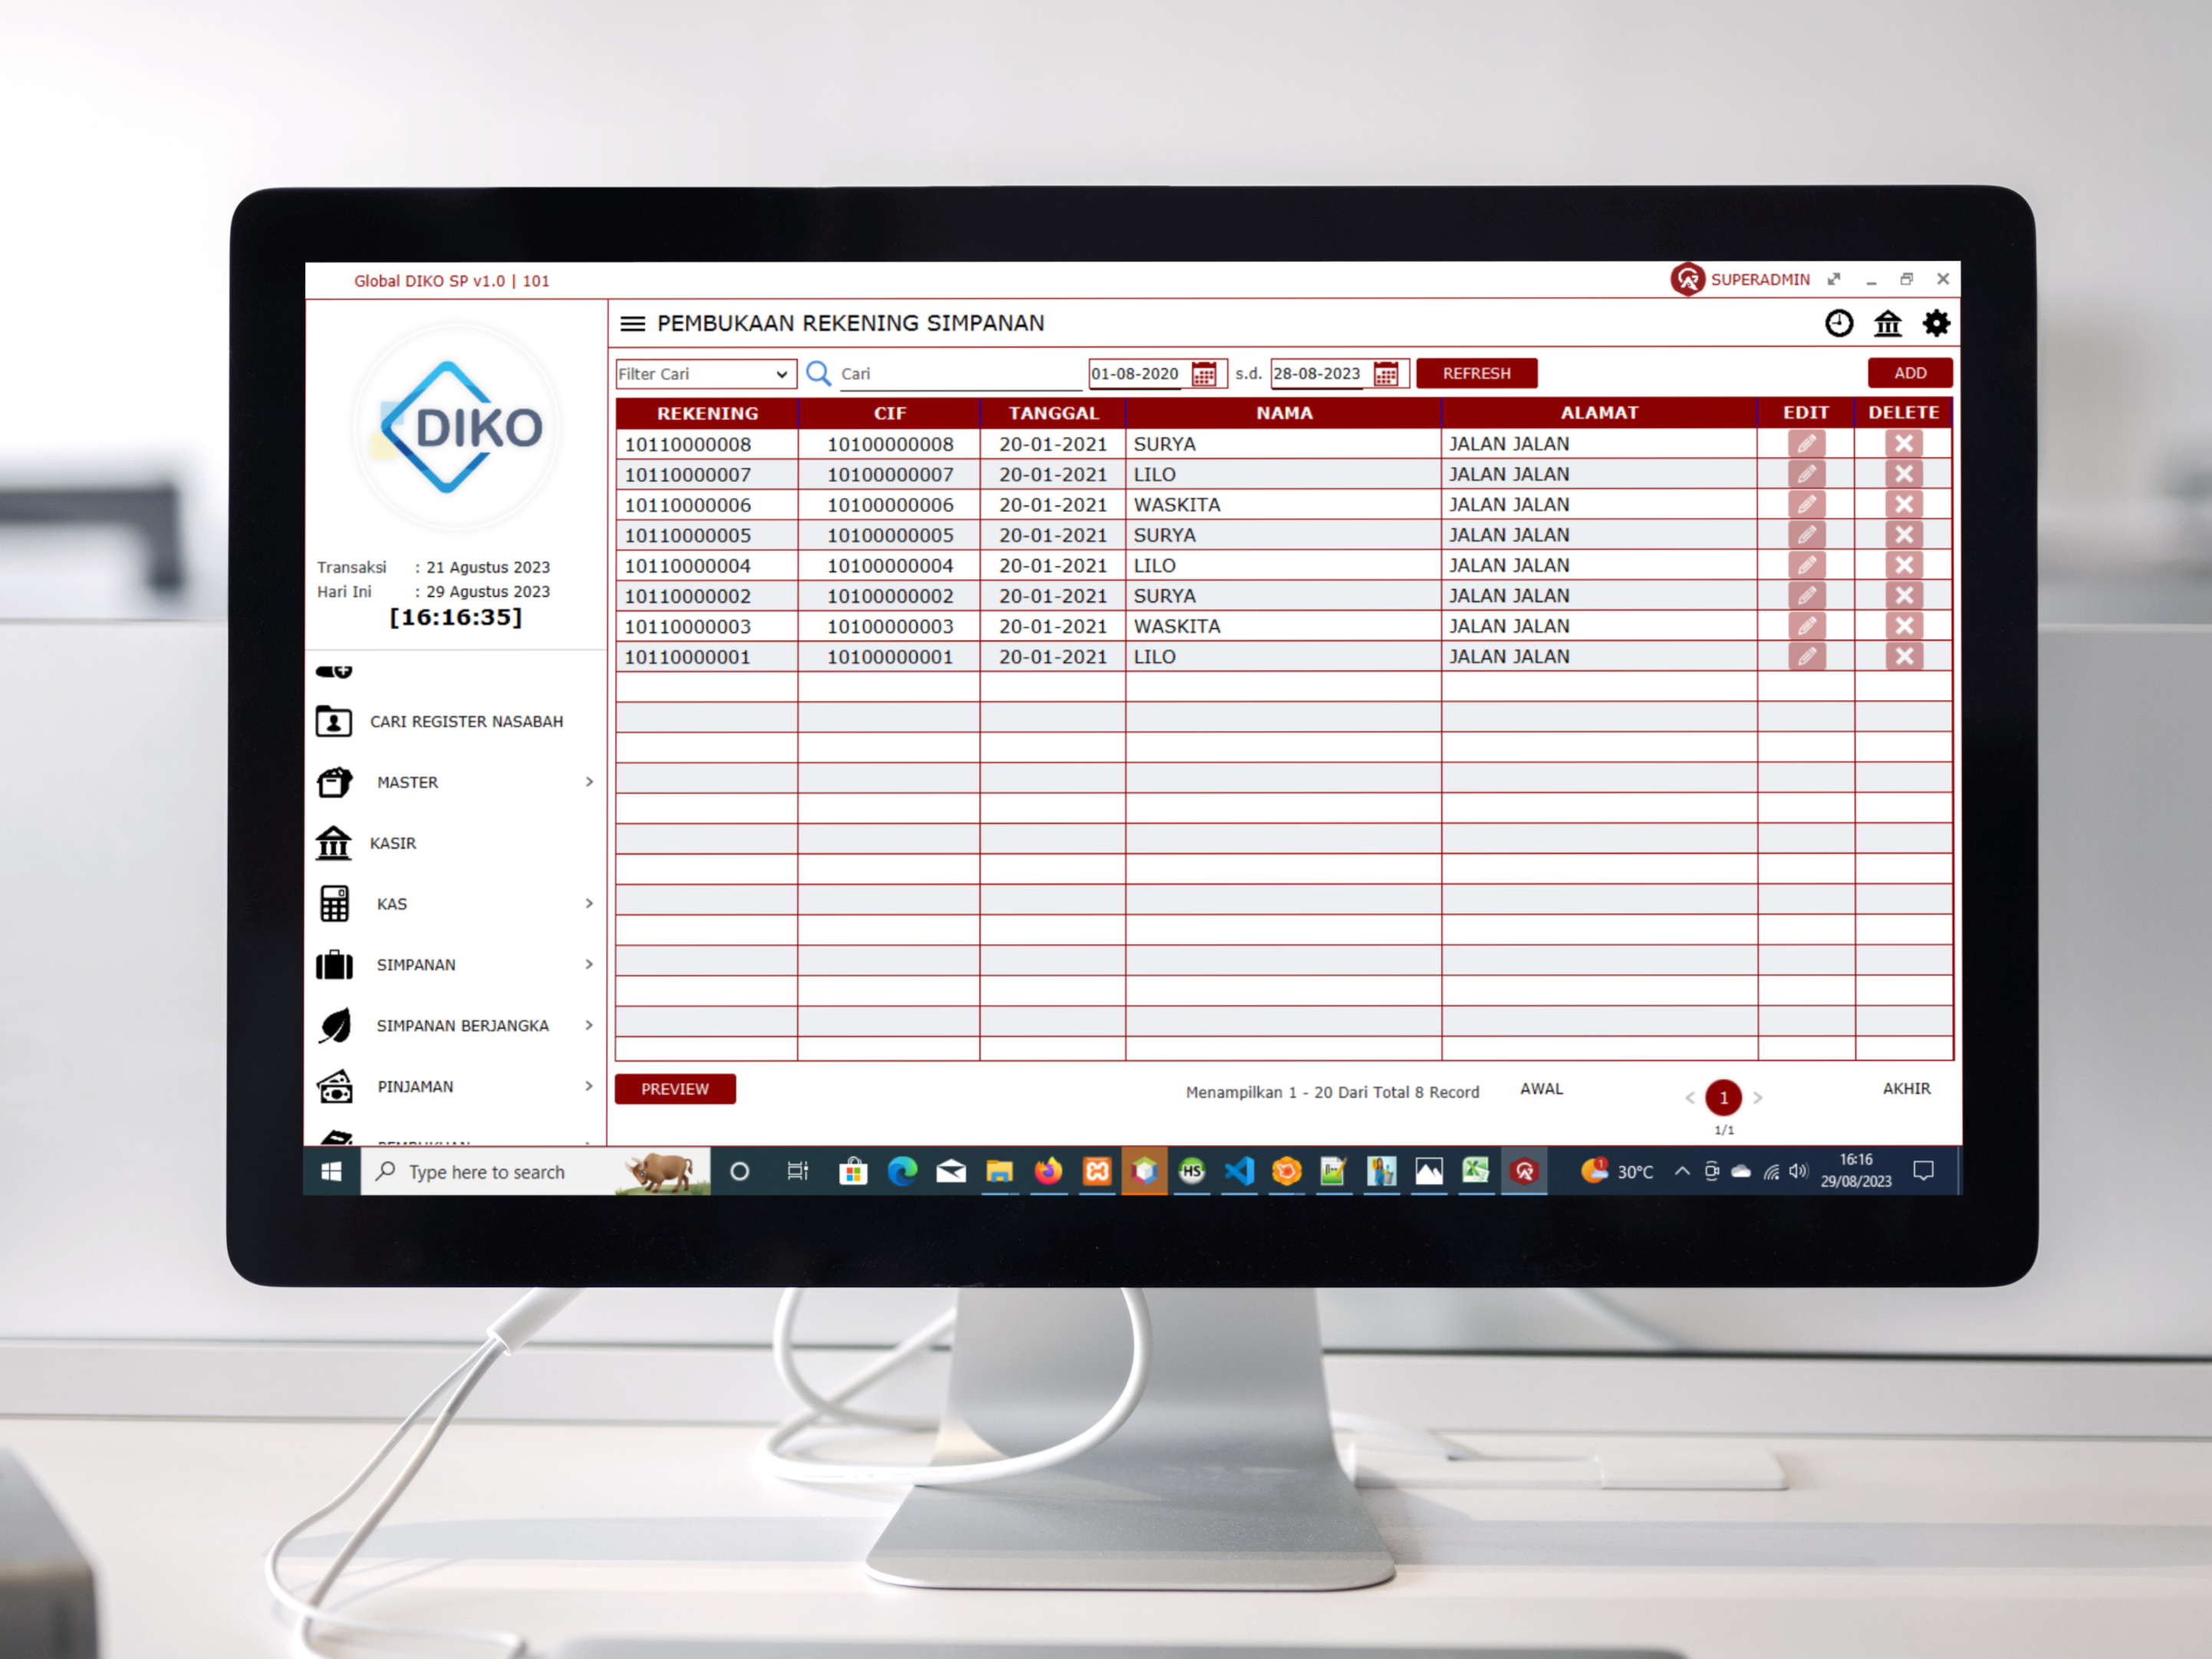 Global DIKO SP v1.0 | 101
SUPERADMIN
DIKO
Transaksi : 21 Agustus 2023
Hari Ini : 29 Agustus 2023
[16:16:35]
CARI REGISTER NASABAH
MASTER
KASIR
KAS
SIMPANAN
SIMPANAN BERJANGKA
PINJAMAN
PEMBUKAAN REKENING SIMPANAN
Filter Cari Cari 01-08-2020 s.d. 28-08-2023 REFRESH ADD
REKENING CIF TANGGAL NAMA ALAMAT EDIT DELETE
10110000008 10100000008 20-01-2021 SURYA JALAN JALAN
10110000007 10100000007 20-01-2021 LILO JALAN JALAN
10110000006 10100000006 20-01-2021 WASKITA JALAN JALAN
10110000005 10100000005 20-01-2021 SURYA JALAN JALAN
10110000004 10100000004 20-01-2021 LILO JALAN JALAN
10110000002 10100000002 20-01-2021 SURYA JALAN JALAN
10110000003 10100000003 20-01-2021 WASKITA JALAN JALAN
10110000001 10100000001 20-01-2021 LILO JALAN JALAN
PREVIEW Menampilkan 1 - 20 Dari Total 8 Record AWAL < 1 > AKHIR
1/1
Type here to search HS 1 30°C 16:16
29/08/2023